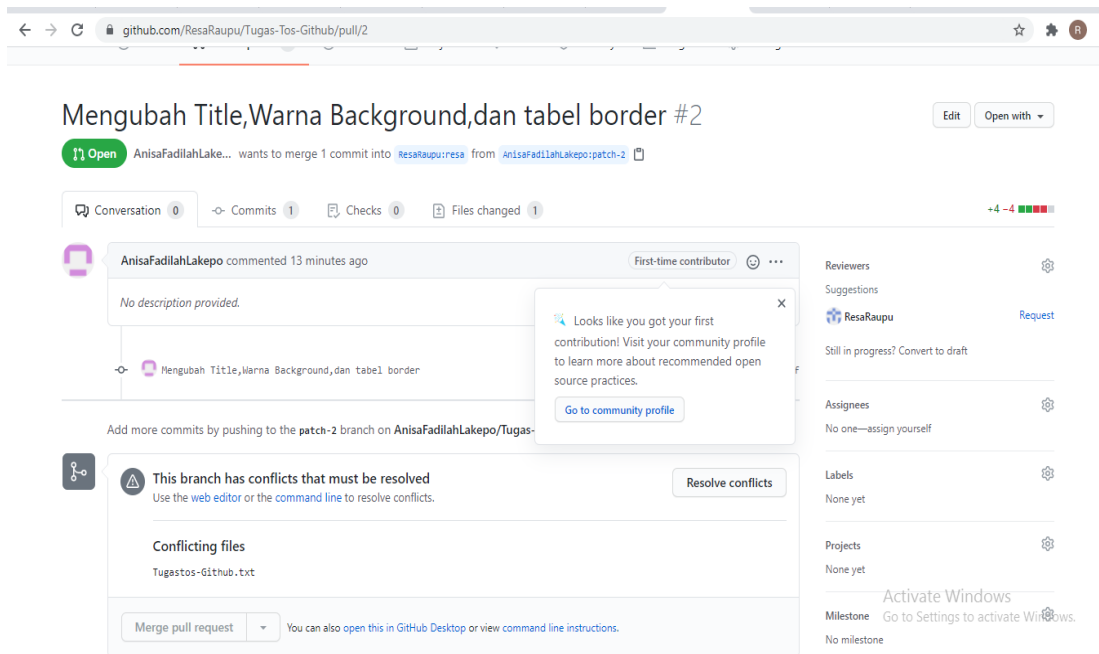 github.com/ResaRaupu/Tugas-Tos-Github/pull/2
R
Mengubah Title,Warna Background,dan tabel border #2
Edit
Open with
Open
AnisaFadilahLake... wants to merge 1 commit into ResaRaupu:resa from AnisaFadilahLakepo:patch-2
Conversation 0
Commits 1
Checks 0
Files changed 1
+4 −4
AnisaFadilahLakepo commented 13 minutes ago
First-time contributor
No description provided.
Looks like you got your first
contribution! Visit your community profile
to learn more about recommended open
source practices.
Go to community profile
Mengubah Title,Warna Background,dan tabel border
f
Add more commits by pushing to the patch-2 branch on AnisaFadilahLakepo/Tugas-
This branch has conflicts that must be resolved
Use the web editor or the command line to resolve conflicts.
Resolve conflicts
Conflicting files
Tugastos-Github.txt
Merge pull request
You can also open this in GitHub Desktop or view command line instructions.
Reviewers
Suggestions
ResaRaupu
Request
Still in progress? Convert to draft
Assignees
No one—assign yourself
Labels
None yet
Projects
None yet
Milestone
No milestone
Activate Windows
Go to Settings to activate Windows.